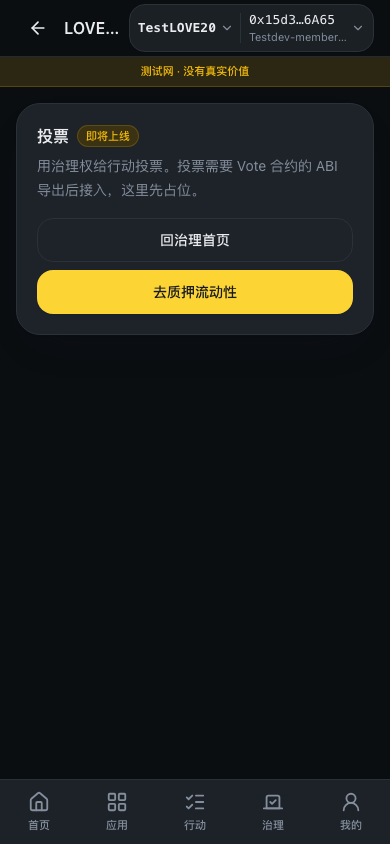 LOVE...
TestLOVE20
0x15d3…6A65
Testdev-member...
测试网 · 没有真实价值
投票
即将上线
用治理权给行动投票。投票需要 Vote 合约的 ABI
导出后接入，这里先占位。
回治理首页
去质押流动性
首页
应用
行动
治理
我的